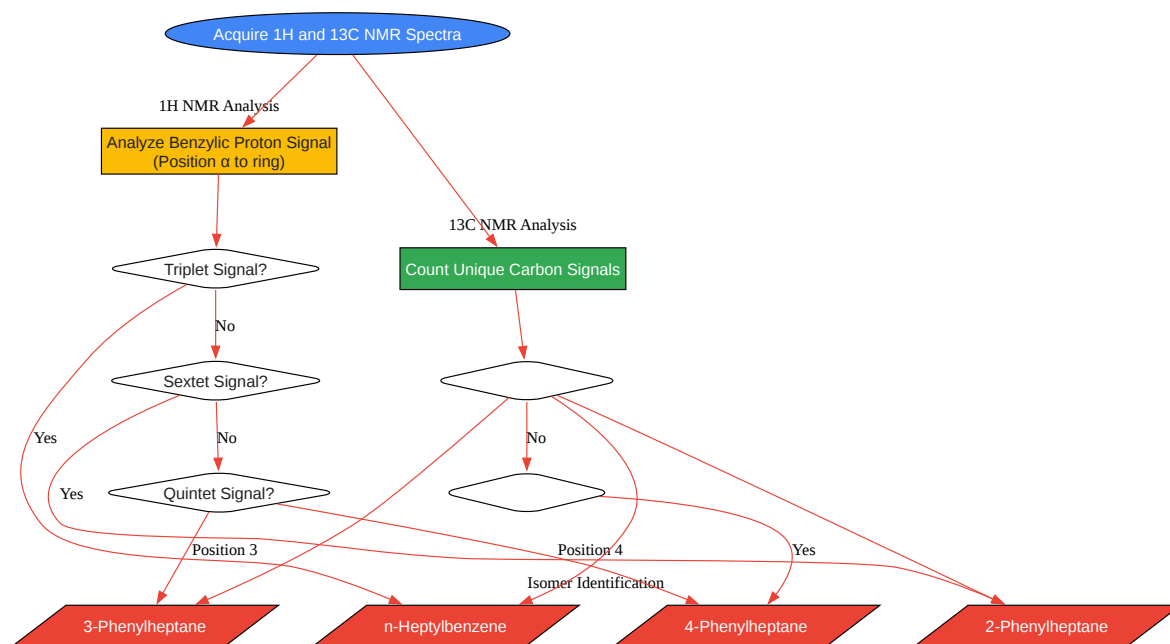 Acquire 1H and 13C NMR Spectra
1H NMR Analysis
Analyze Benzylic Proton Signal
(Position α to ring)
13C NMR Analysis
Triplet Signal?
Count Unique Carbon Signals
No
Sextet Signal?
Yes
No
No
Yes
Quintet Signal?
Position 3
Position 4
Yes
Isomer Identification
3-Phenylheptane
n-Heptylbenzene
4-Phenylheptane
2-Phenylheptane